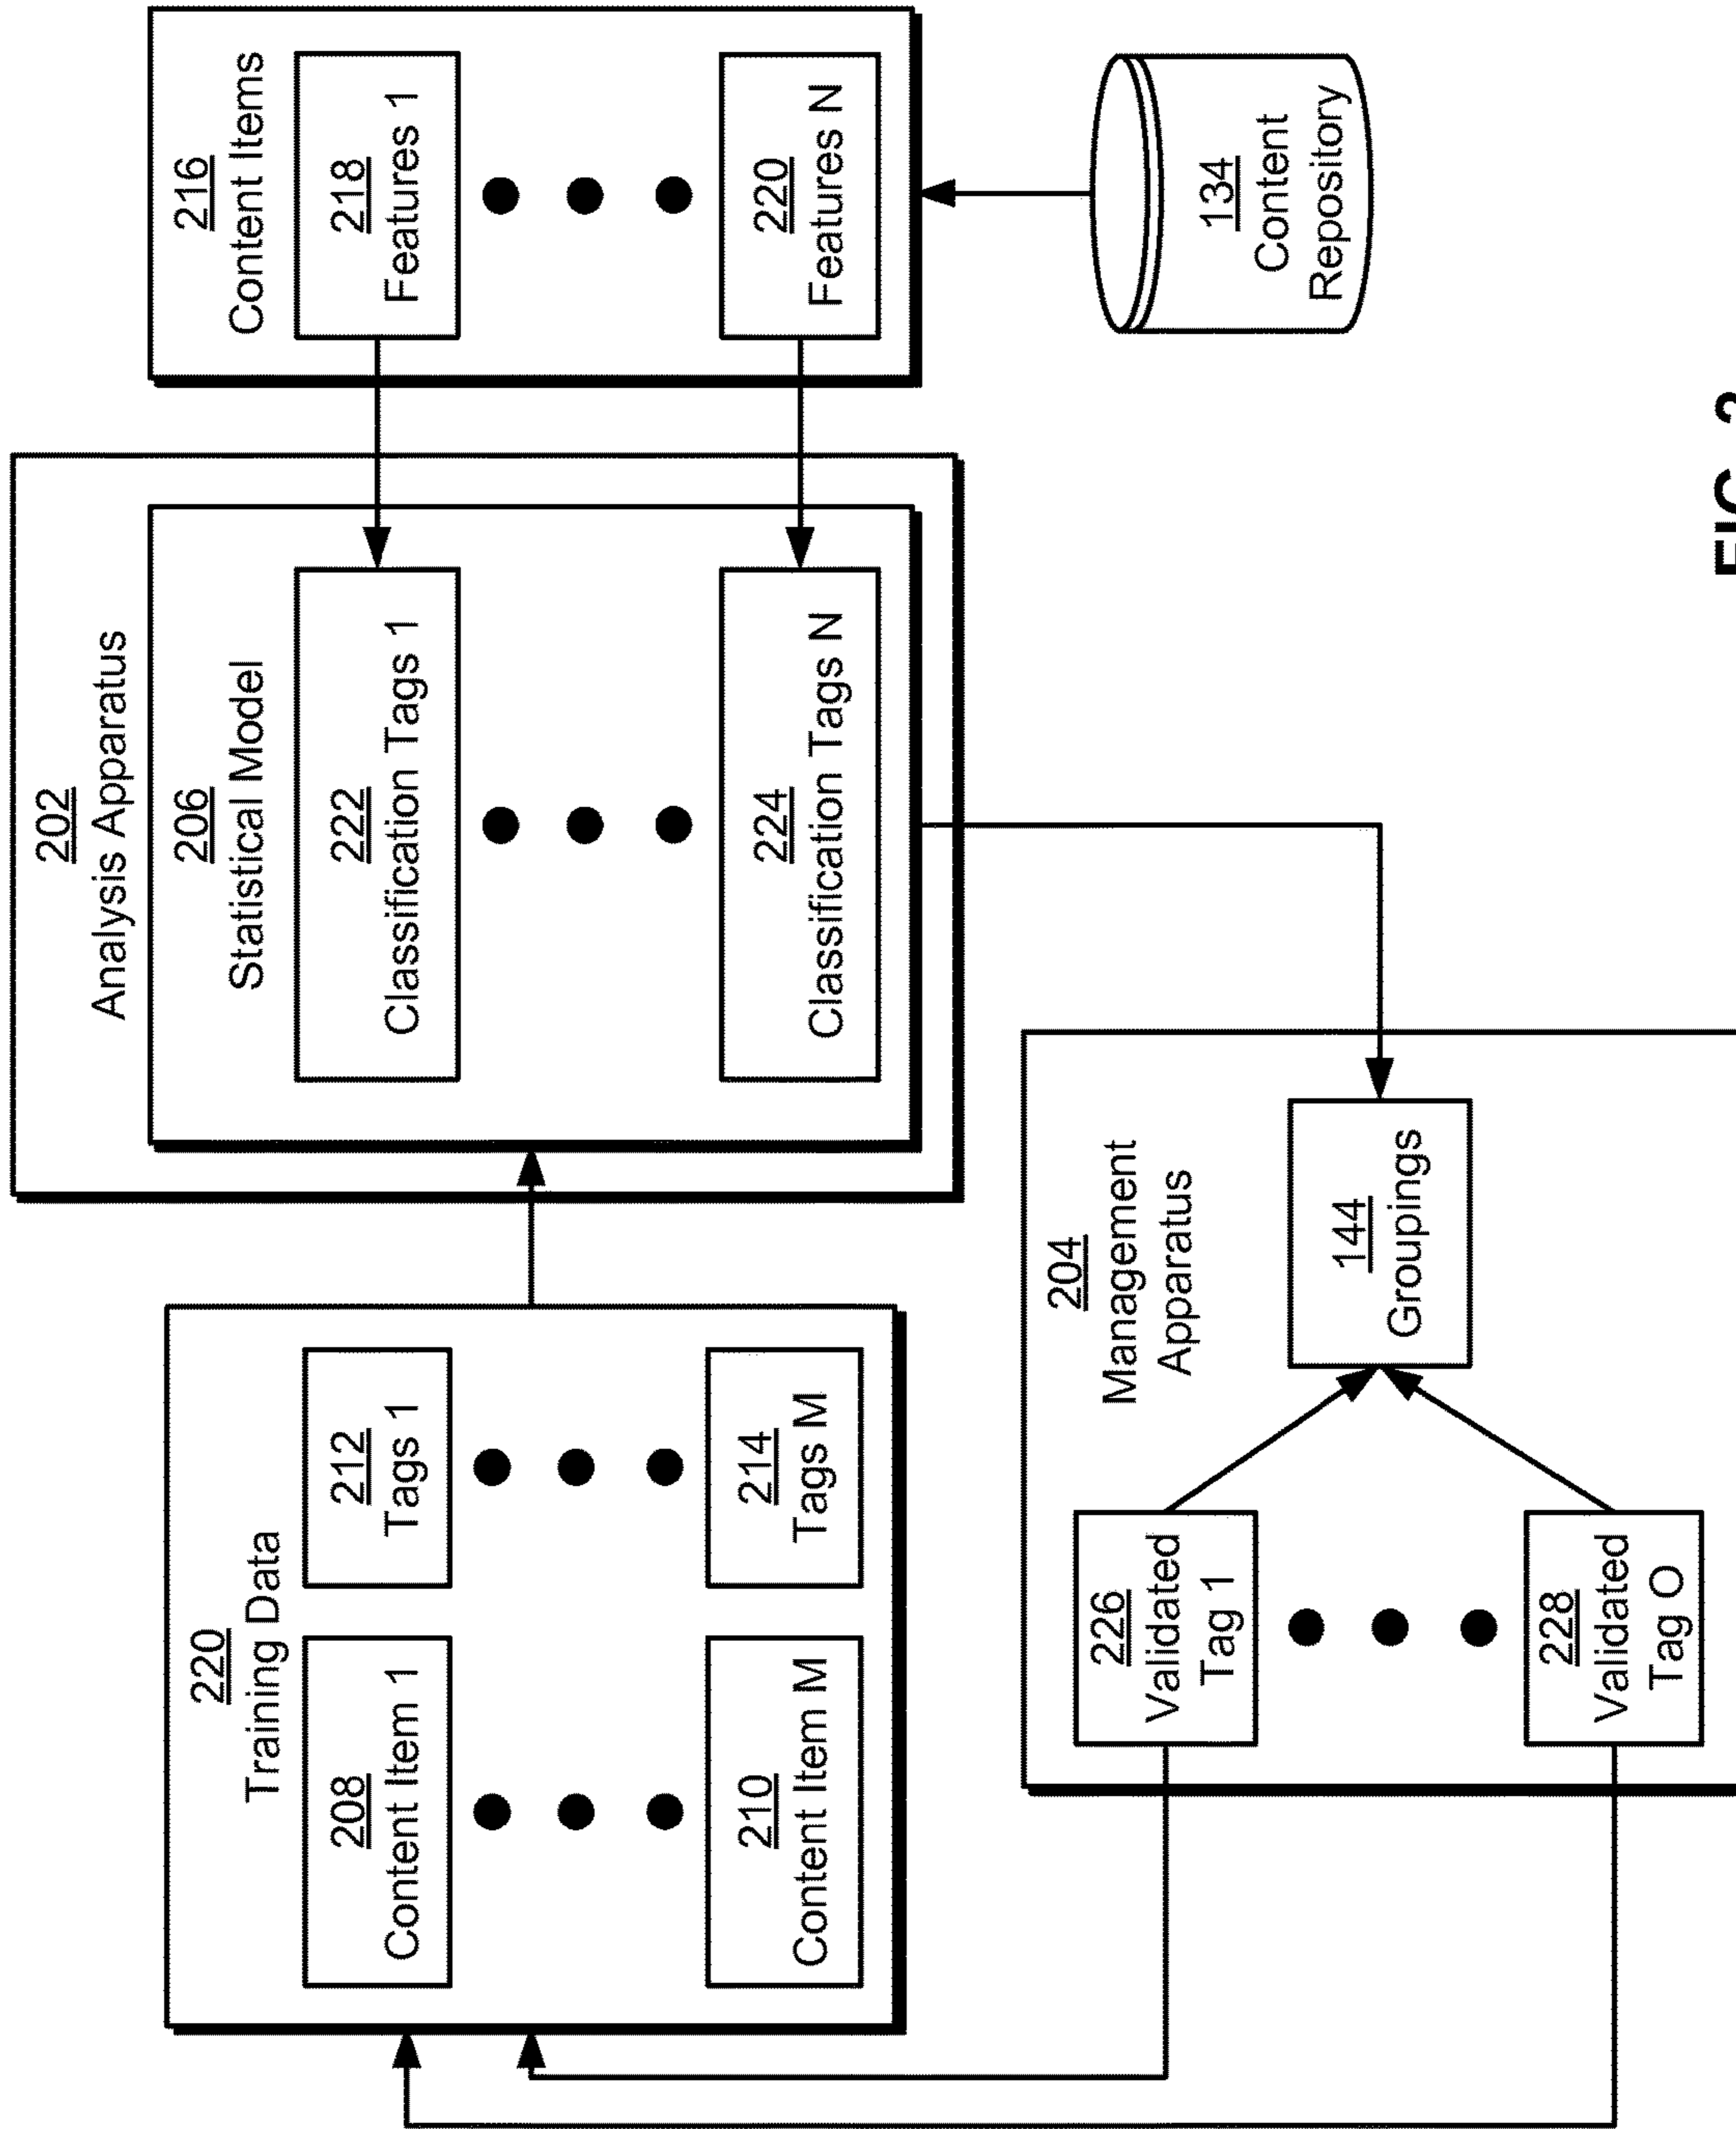 220
Training Data
208
Content Item 1
212
Tags 1
210
Content Item M
214
Tags M
202
Analysis Apparatus
206
Statistical Model
222
Classification Tags 1
224
Classification Tags N
216
Content Items
218
Features 1
220
Features N
204
Management
Apparatus
226
Validated
Tag 1
144
Groupings
228
Validated
Tag O
134
Content
Repository
FIG. 2